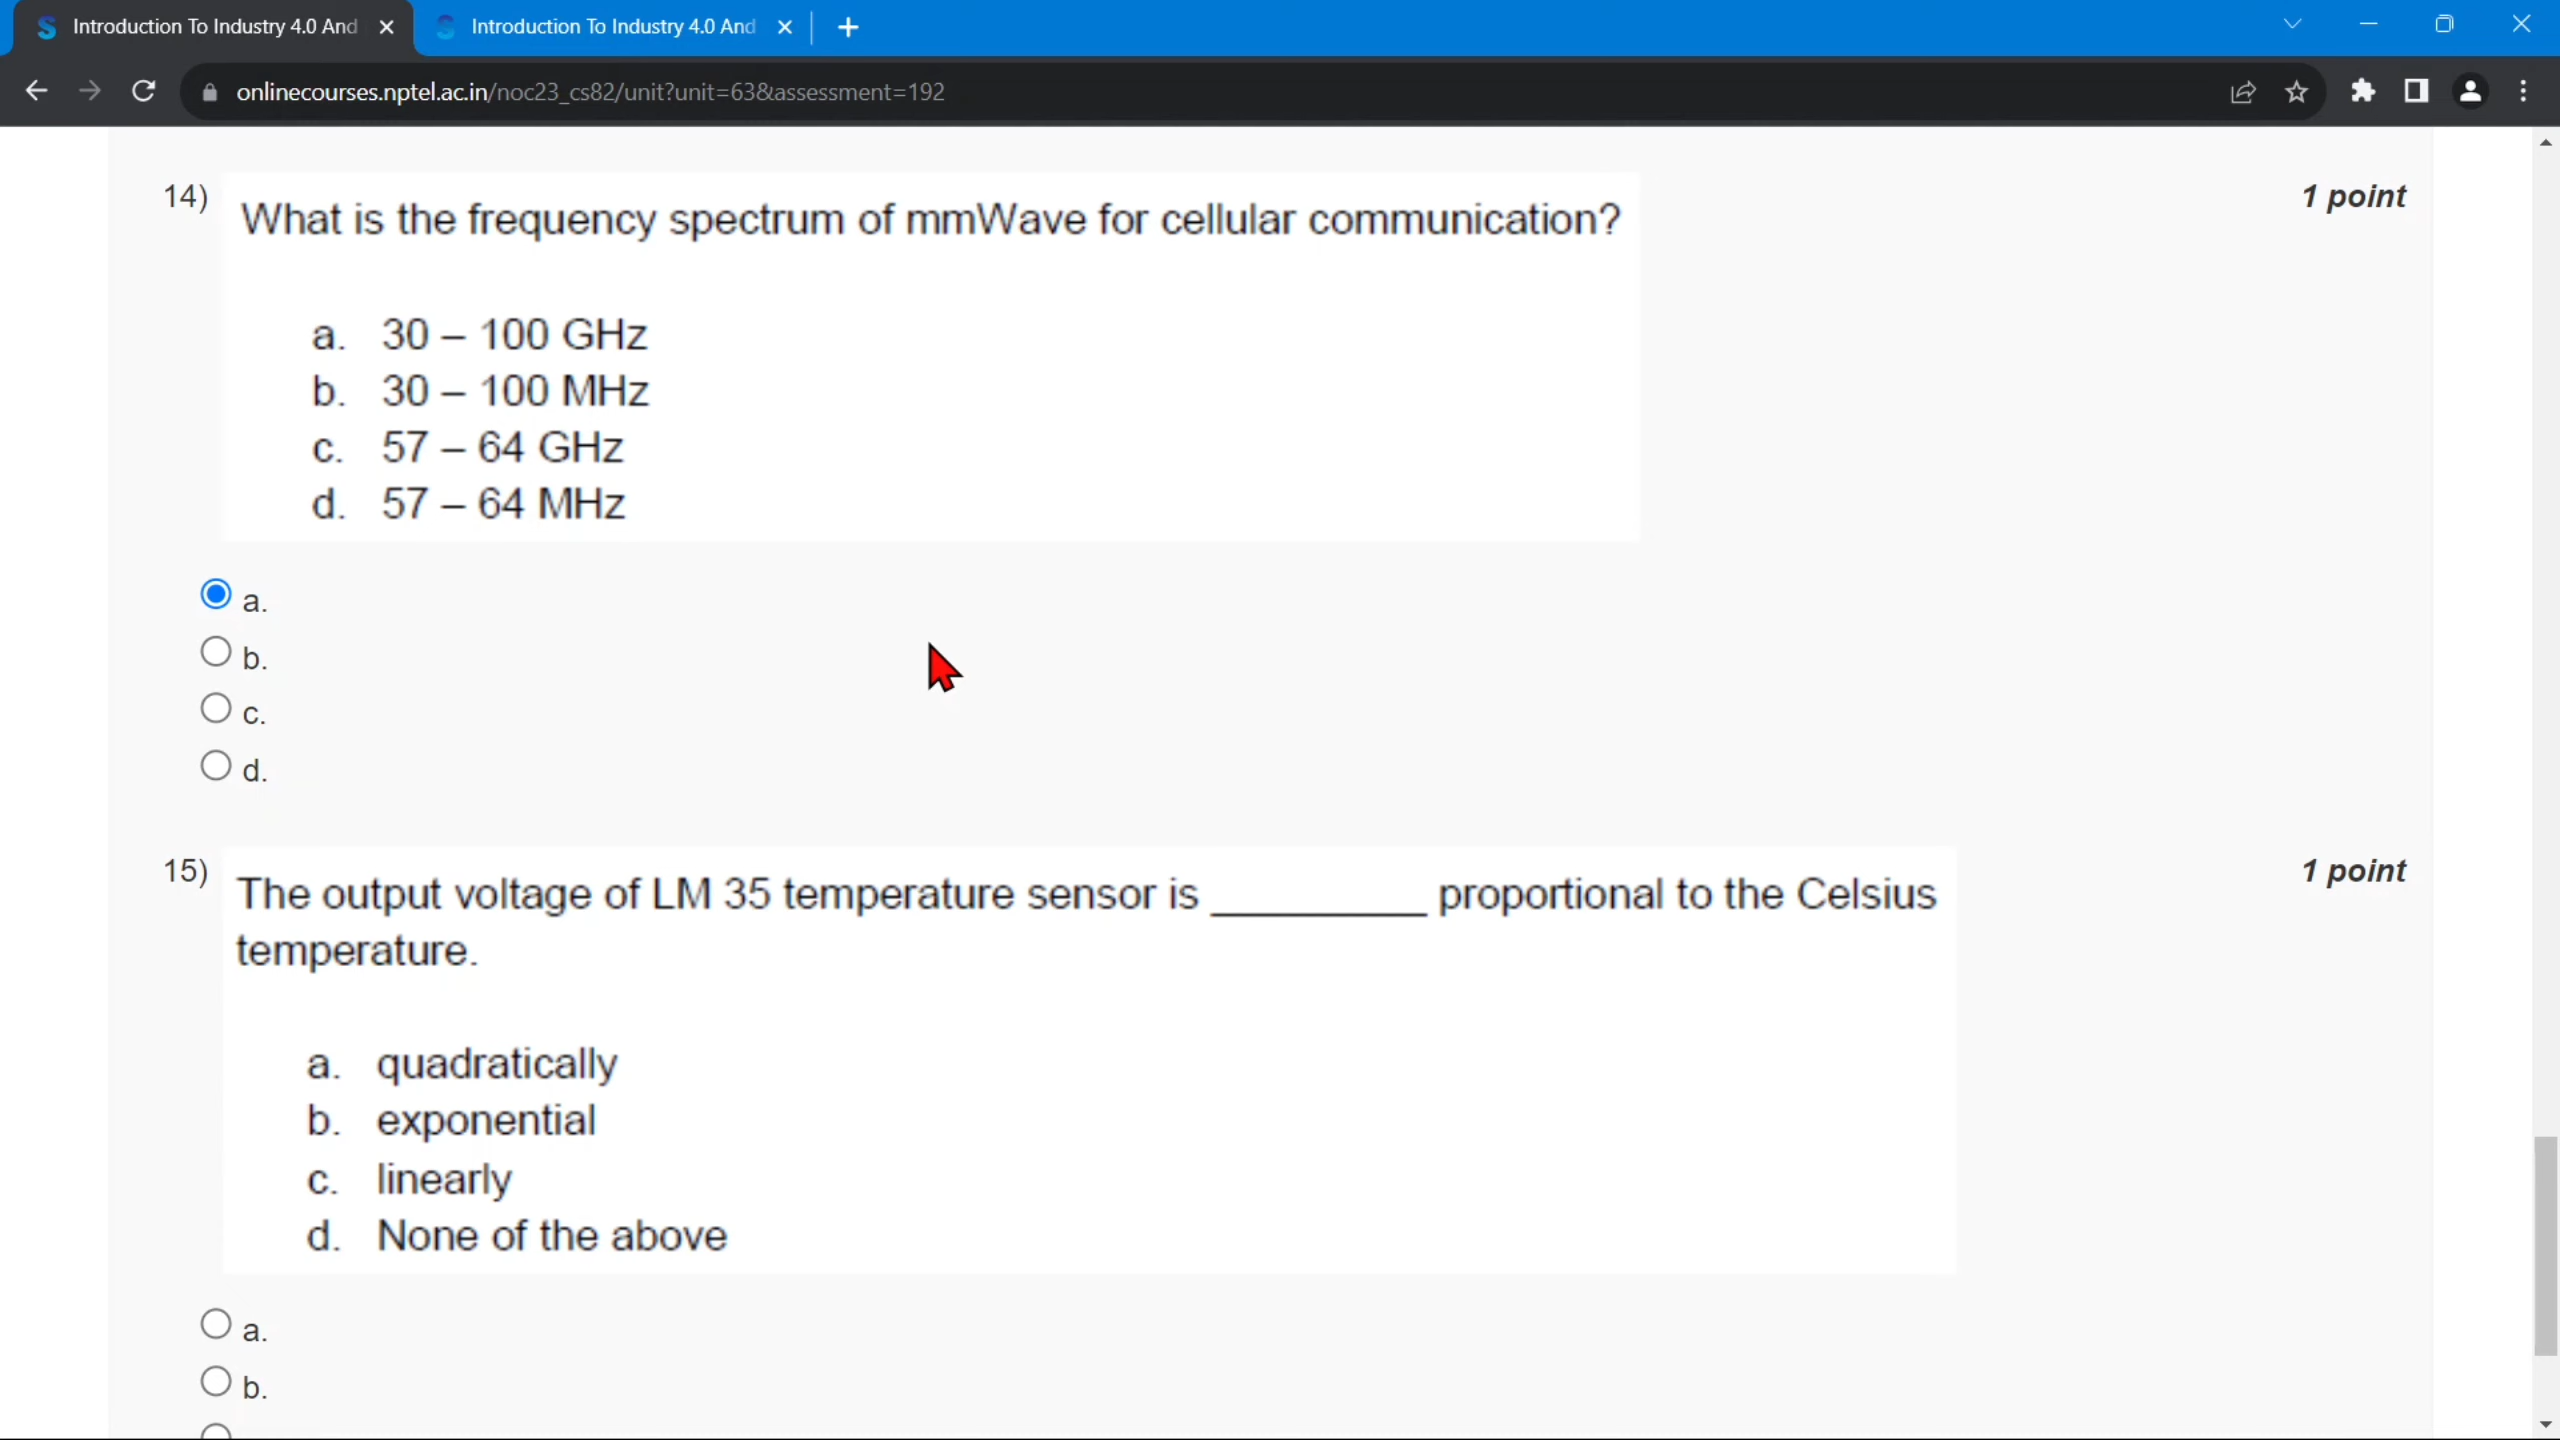 Introduction To Industry 4.0 And
Introduction To Industry 4.0 And
onlinecourses.nptel.ac.in/noc23_cs82/unit?unit=63&assessment=192
14)
What is the frequency spectrum of mmWave for cellular communication?
1 point
a. 30 – 100 GHz
b. 30 – 100 MHz
c. 57 – 64 GHz
d. 57 – 64 MHz
a.
b.
c.
d.
15)
The output voltage of LM 35 temperature sensor is _________ proportional to the Celsius
1 point
temperature.
a. quadratically
b. exponential
c. linearly
d. None of the above
a.
b.